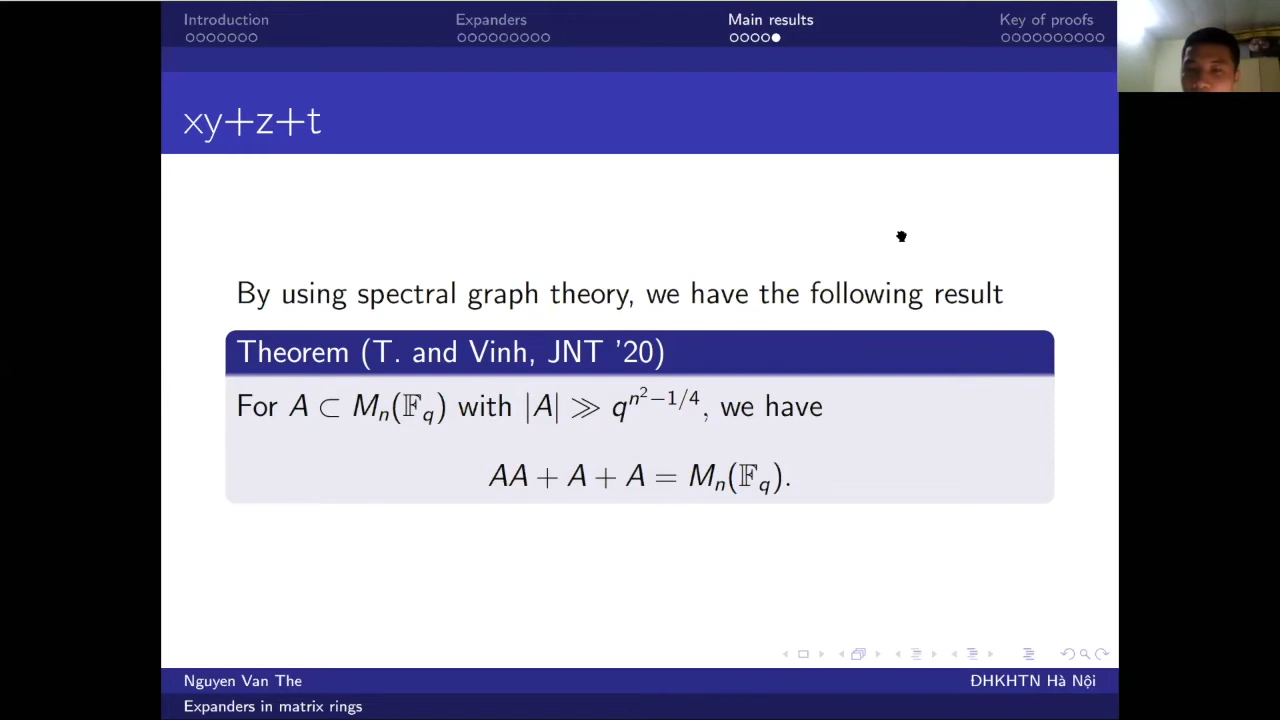 Introduction
Expanders
Main results
Key of proofs
xy+z+t
By using spectral graph theory, we have the following result
Theorem (T. and Vinh, JNT '20)
For A ⊂ Mₙ(𝔽_q) with |A| ≫ q^{n²−1/4}, we have
AA + A + A = Mₙ(𝔽_q).
Nguyen Van The
ĐHKHTN Hà Nội
Expanders in matrix rings